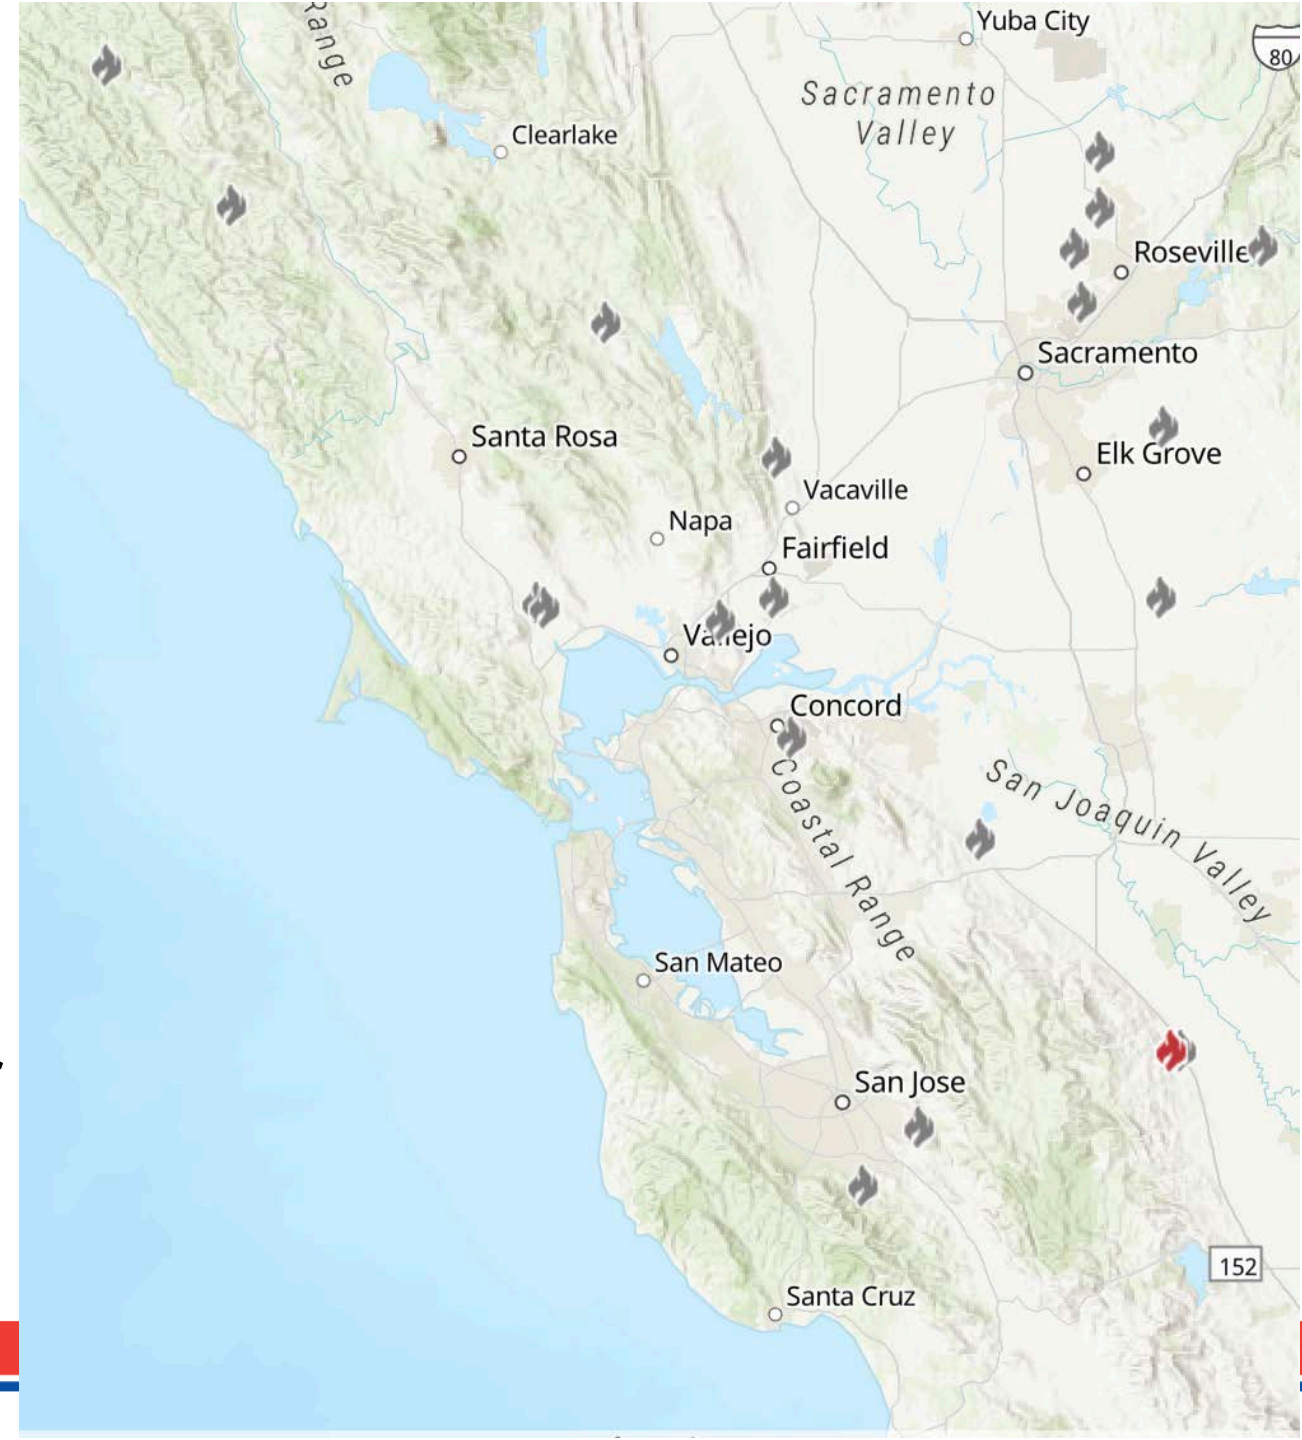 Range
Yuba City
80
Sacramento
Valley
Clearlake
Roseville
Sacramento
Santa Rosa
Elk Grove
Vacaville
Napa
Fairfield
Vallejo
Concord
Coastal Range
San Joaquin Valley
San Mateo
San Jose
152
Santa Cruz